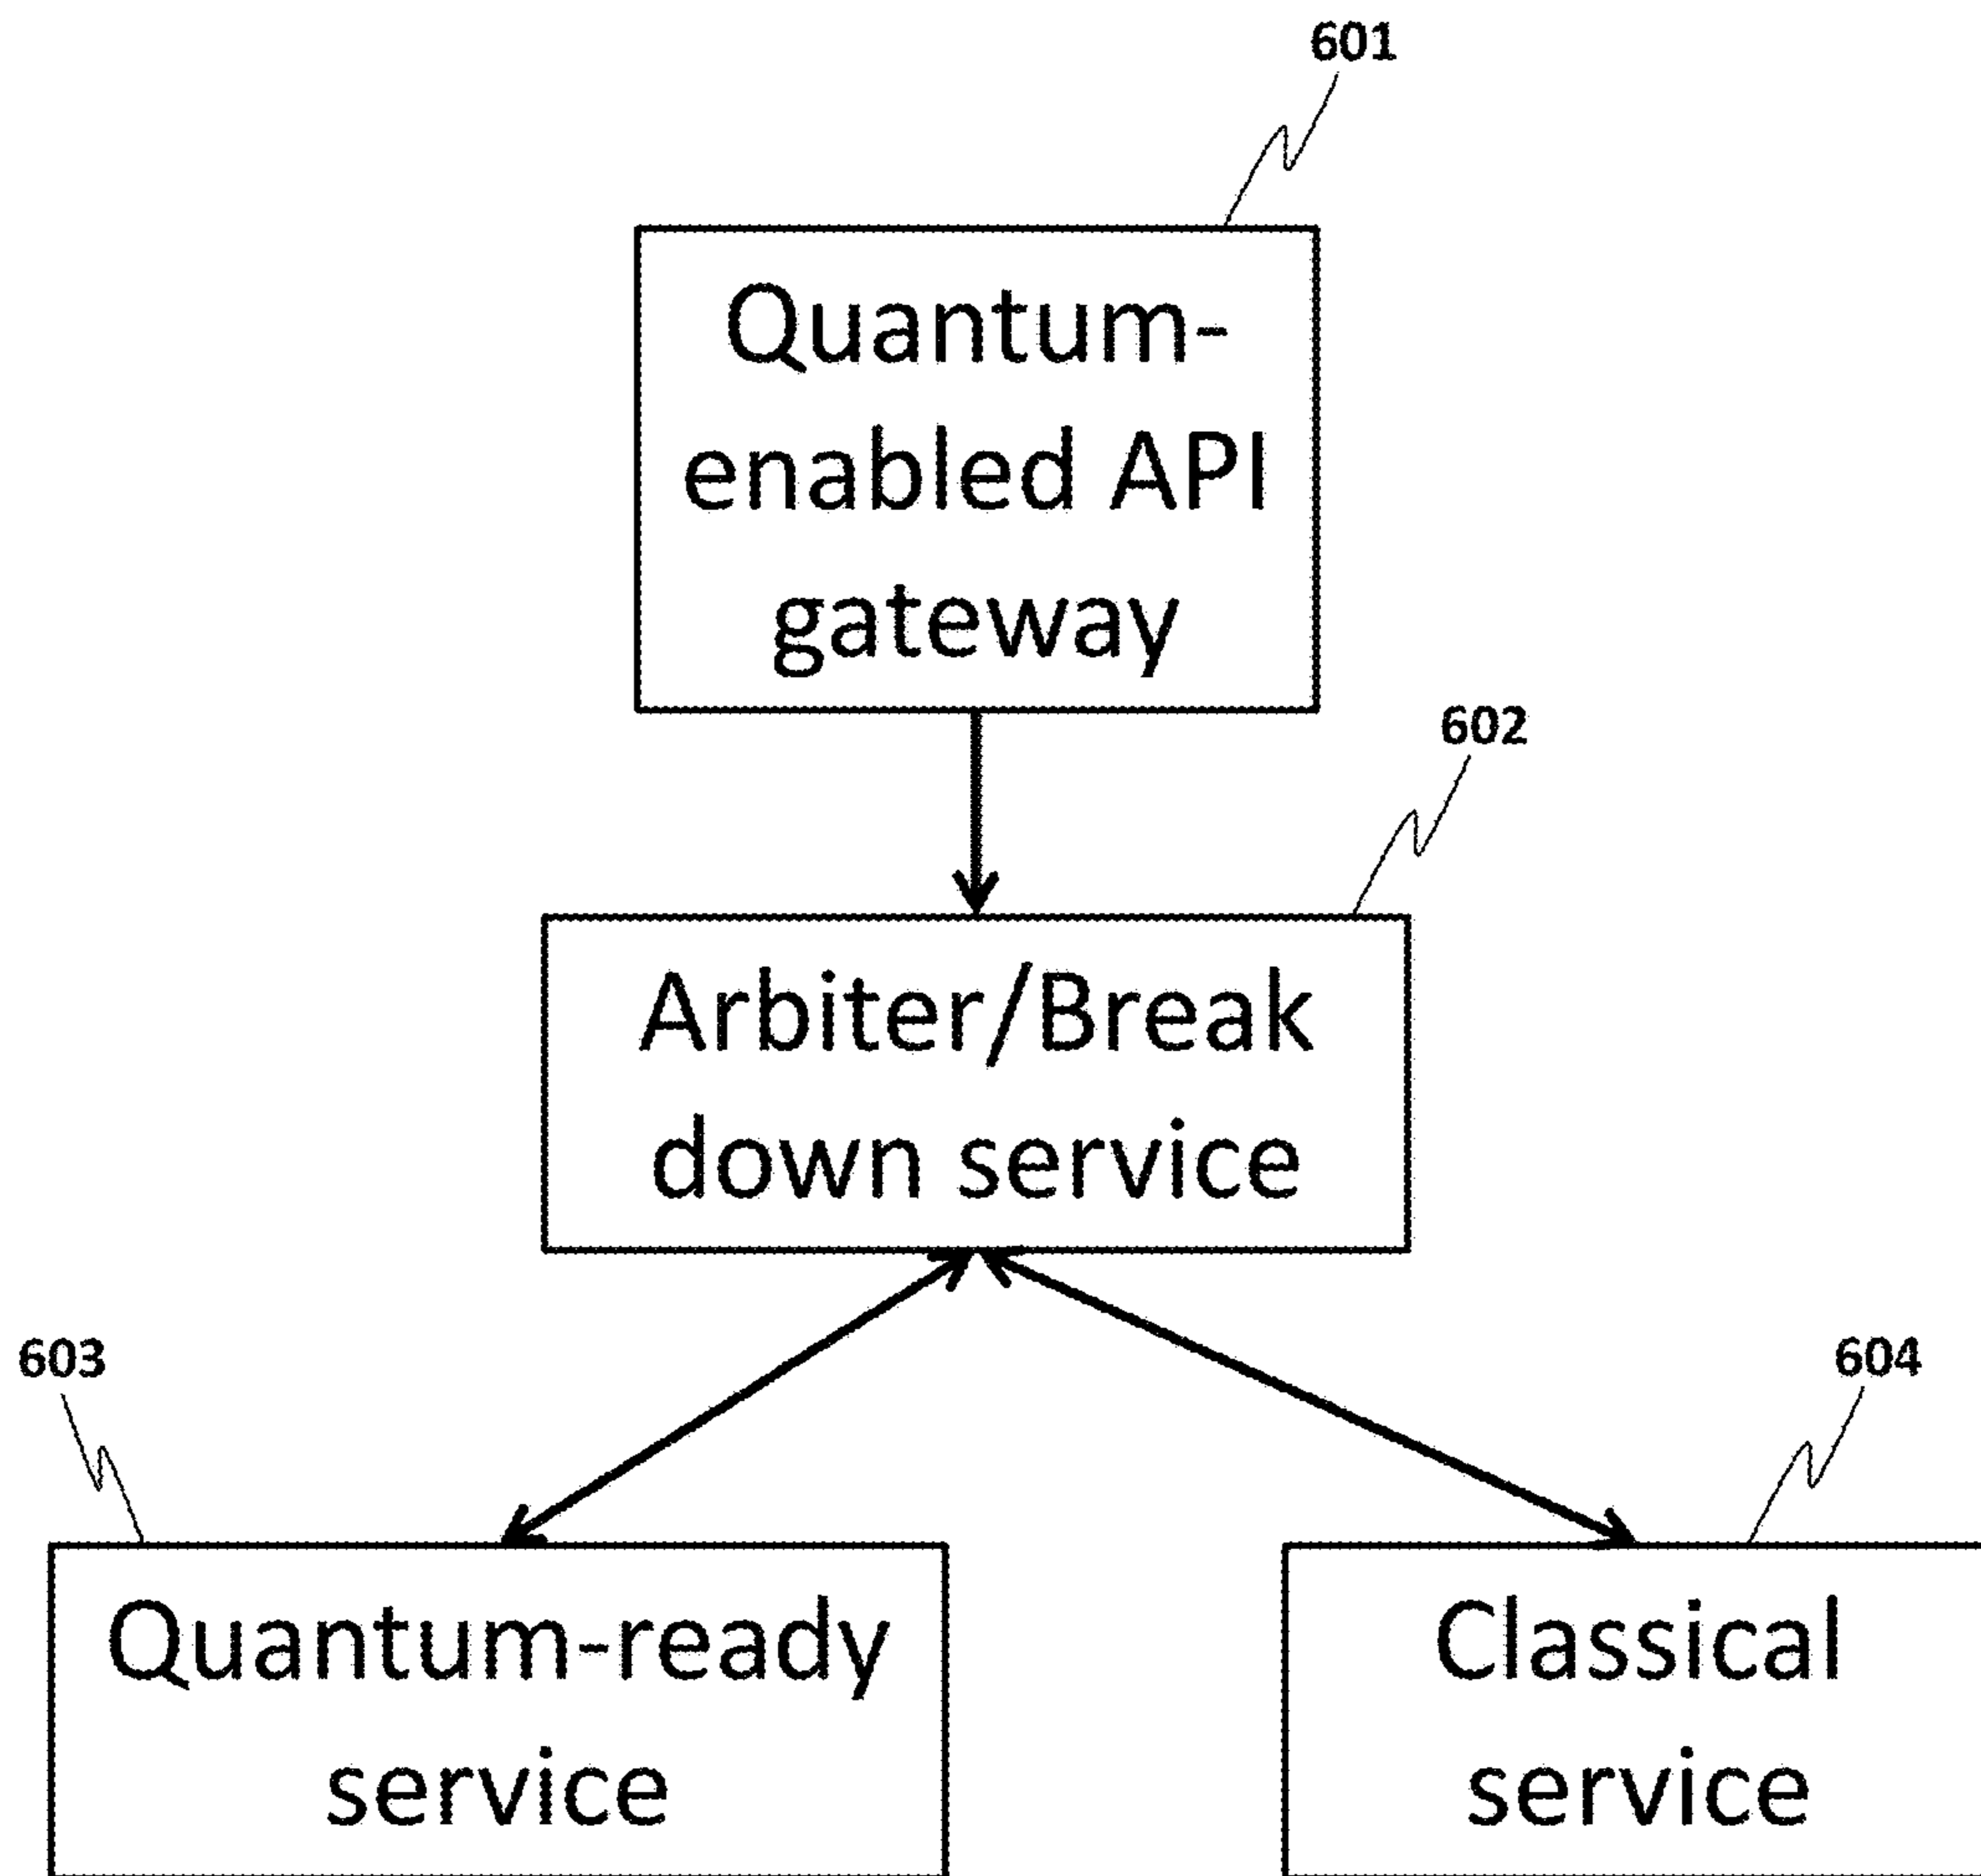 601
Quantum-
enabled API
gateway
602
Arbiter/Break
down service
603
604
Quantum-ready
service
Classical
service